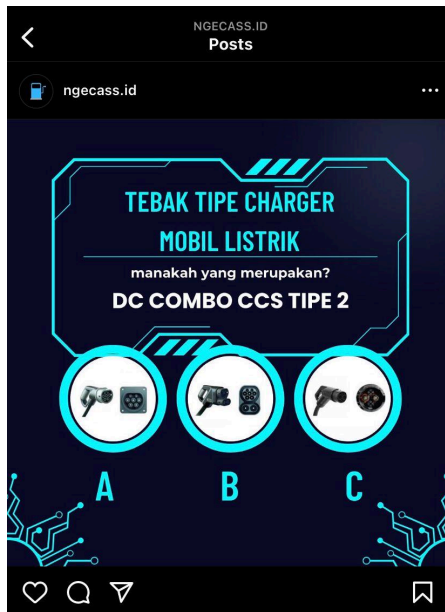 NGECASS.ID
Posts
ngecass.id
TEBAK TIPE CHARGER
MOBIL LISTRIK
manakah yang merupakan?
DC COMBO CCS TIPE 2
A
B
C